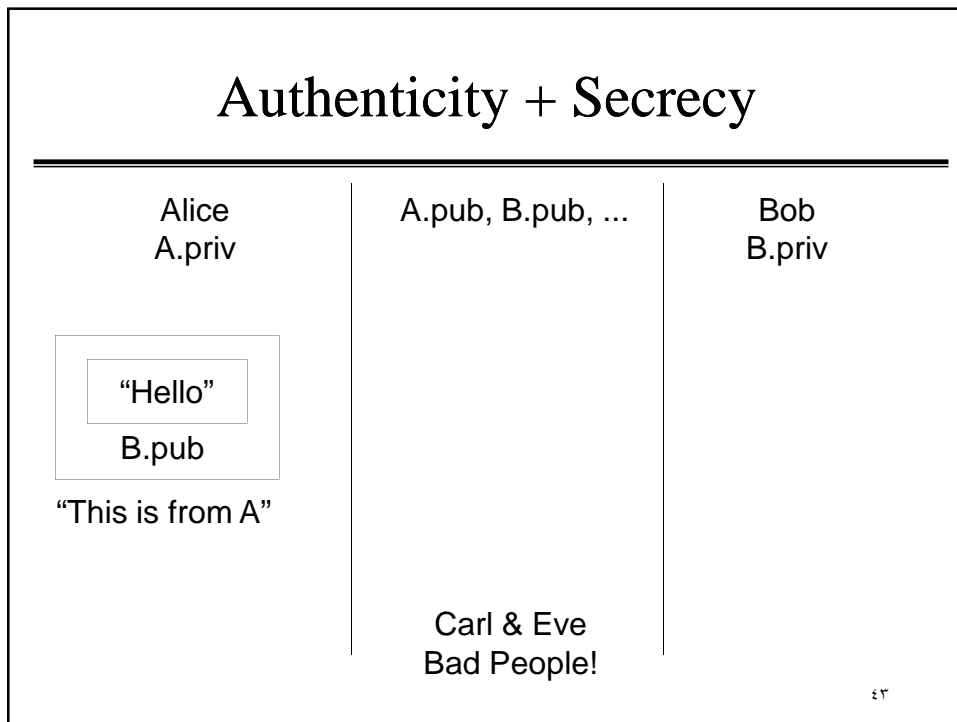 Authenticity + Secrecy
Alice
A.priv
A.pub, B.pub, ...
Bob
B.priv
“Hello”
B.pub
“This is from A”
Carl & Eve
Bad People!
٤٣